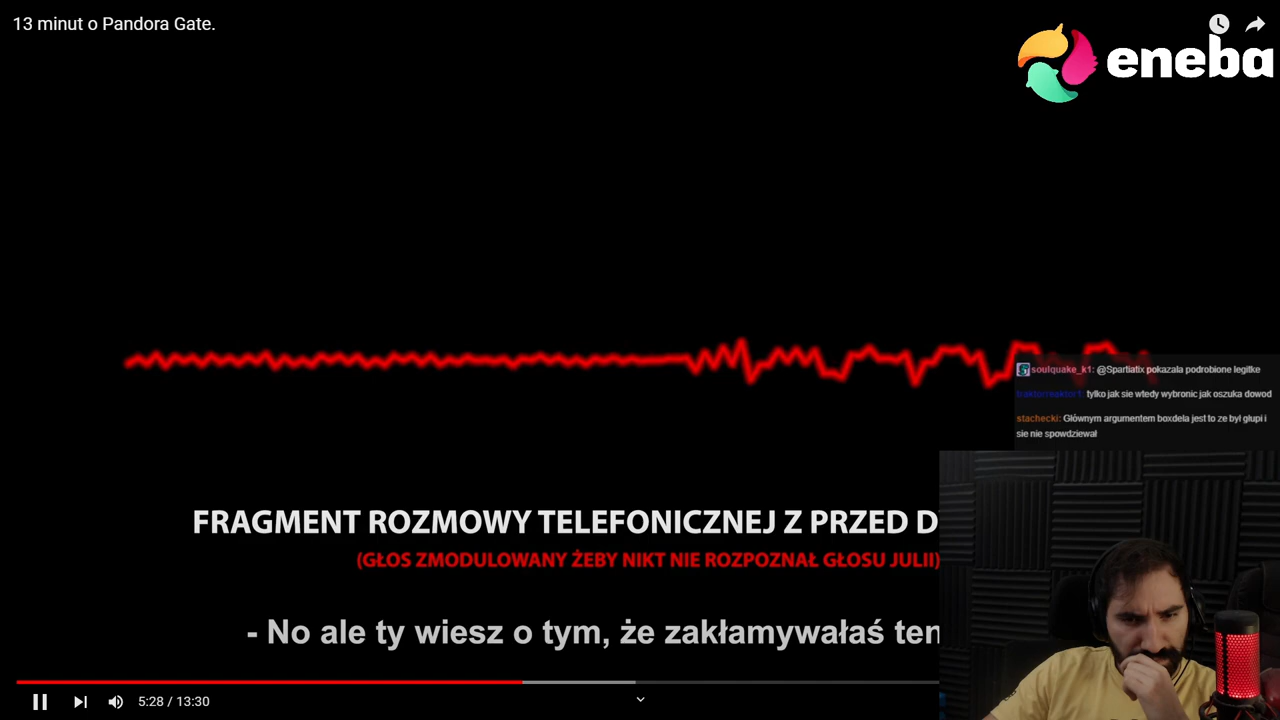 13 minut o Pandora Gate.
eneba
soulquake_k1: @Spartiatix pokazala podrobione legitke
traktorreaktor1: tylko jak sie wtedy wybronic jak oszuka dowod
stachecki: Głównym argumentem boxdela jest to ze był głupi i
sie nie spowdziewał
FRAGMENT ROZMOWY TELEFONICZNEJ Z PRZED D
(GŁOS ZMODULOWANY ŻEBY NIKT NIE ROZPOZNAŁ GŁOSU JULII)
- No ale ty wiesz o tym, że zakłamywałaś ten
5:28 / 13:30